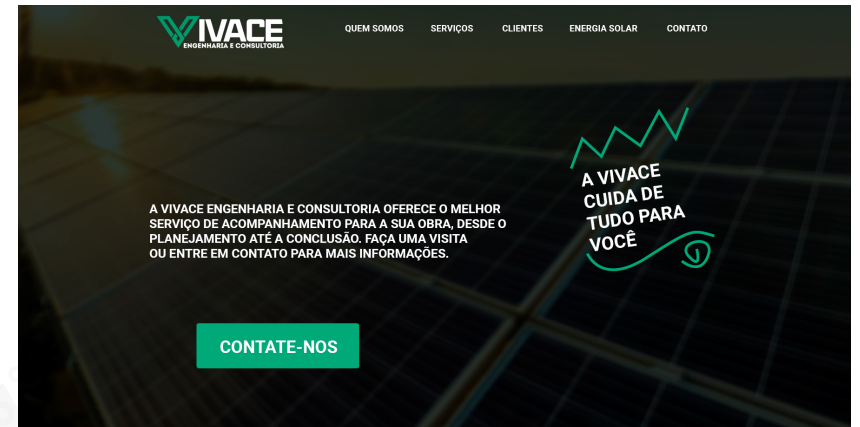 VIVACE
ENGENHARIA E CONSULTORIA
QUEM SOMOS
SERVIÇOS
CLIENTES
ENERGIA SOLAR
CONTATO
A VIVACE
CUIDA DE
TUDO PARA
VOCÊ
A VIVACE ENGENHARIA E CONSULTORIA OFERECE O MELHOR
SERVIÇO DE ACOMPANHAMENTO PARA A SUA OBRA, DESDE O
PLANEJAMENTO ATÉ A CONCLUSÃO. FAÇA UMA VISITA
OU ENTRE EM CONTATO PARA MAIS INFORMAÇÕES.
CONTATE-NOS